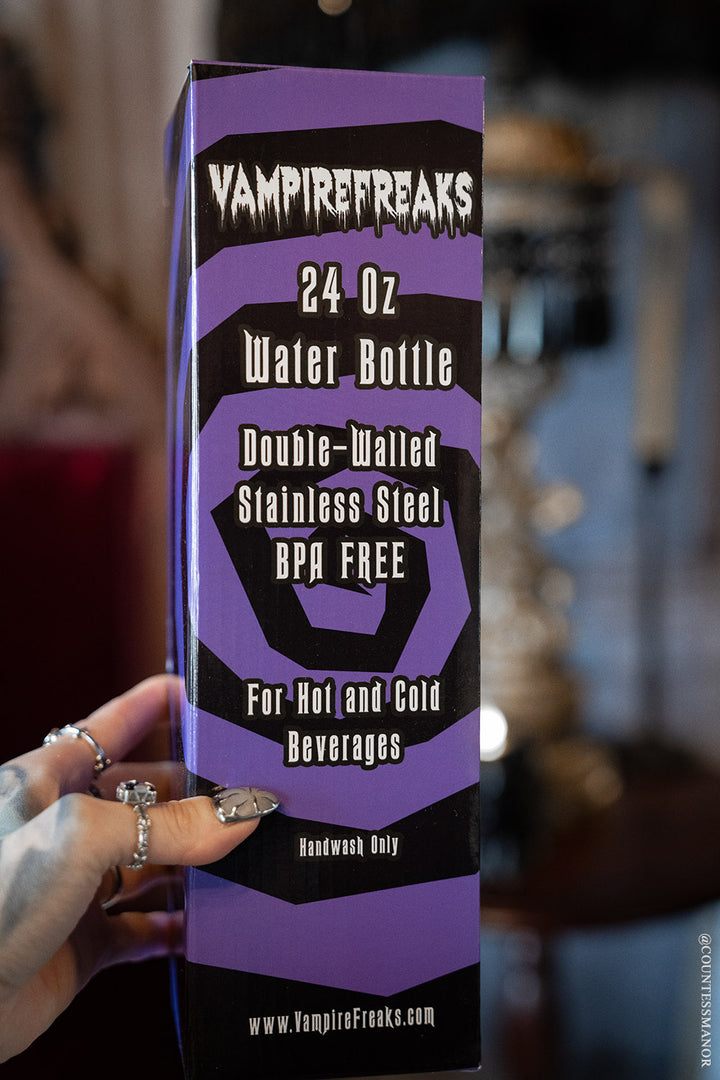 VAMPIREFREAKS
24 Oz
Water Bottle
Double-Walled
Stainless Steel
BPA FREE
For Hot and Cold
Beverages
Handwash Only
www.VampireFreaks.com
@COUNTESSMANOR